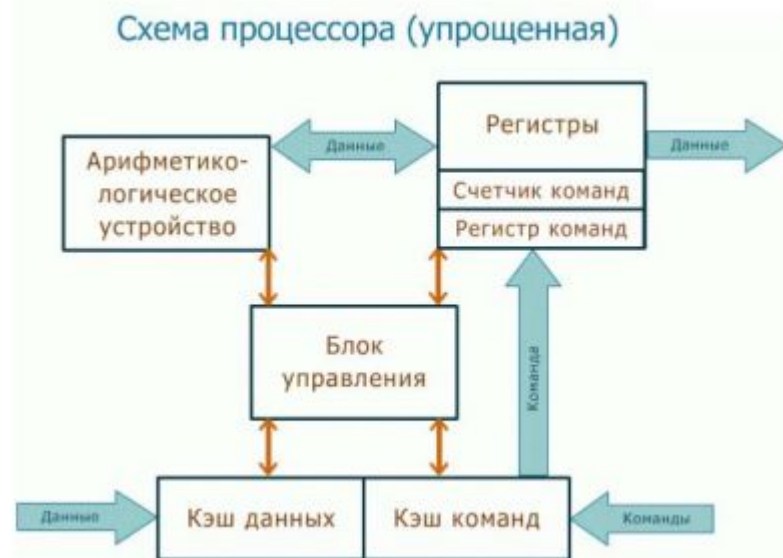 Схема процессора (упрощенная)
Данные
Регистры
Данные
Арифметико-
логическое
устройство
Счетчик команд
Регистр команд
Блок
управления
Команда
Данные
Кэш данных
Кэш команд
Команды